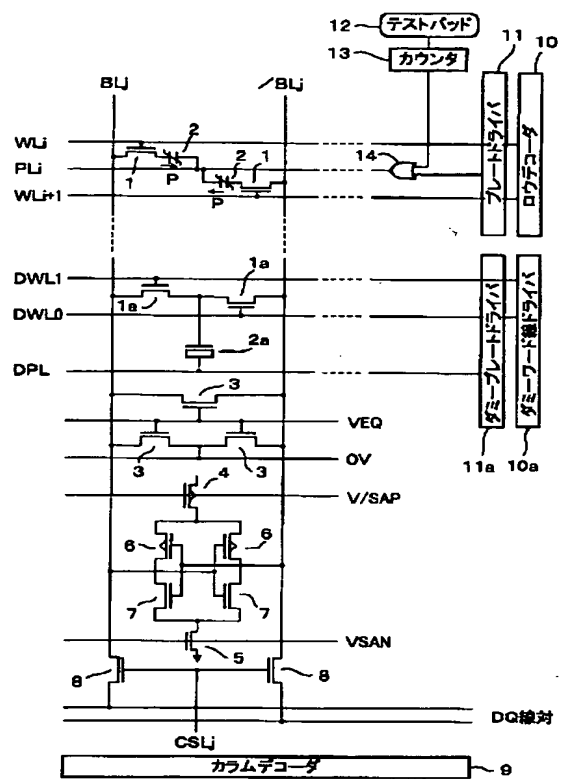 12
テストパッド
13
カウンタ
11
10
BLj
／BLj
WLi
2
14
1
PLi
P
2
1
P
WLi+1
プレートドライバ
ロウデコーダ
DWL1
1a
1a
DWL0
2a
DPL
3
VEQ
3
3
0V
ダミープレートドライバ
ダミーワード線ドライバ
11a
10a
4
V/SAP
6
6
7
7
VSAN
5
8
8
DQ線対
CSLj
カラムデコーダ
9